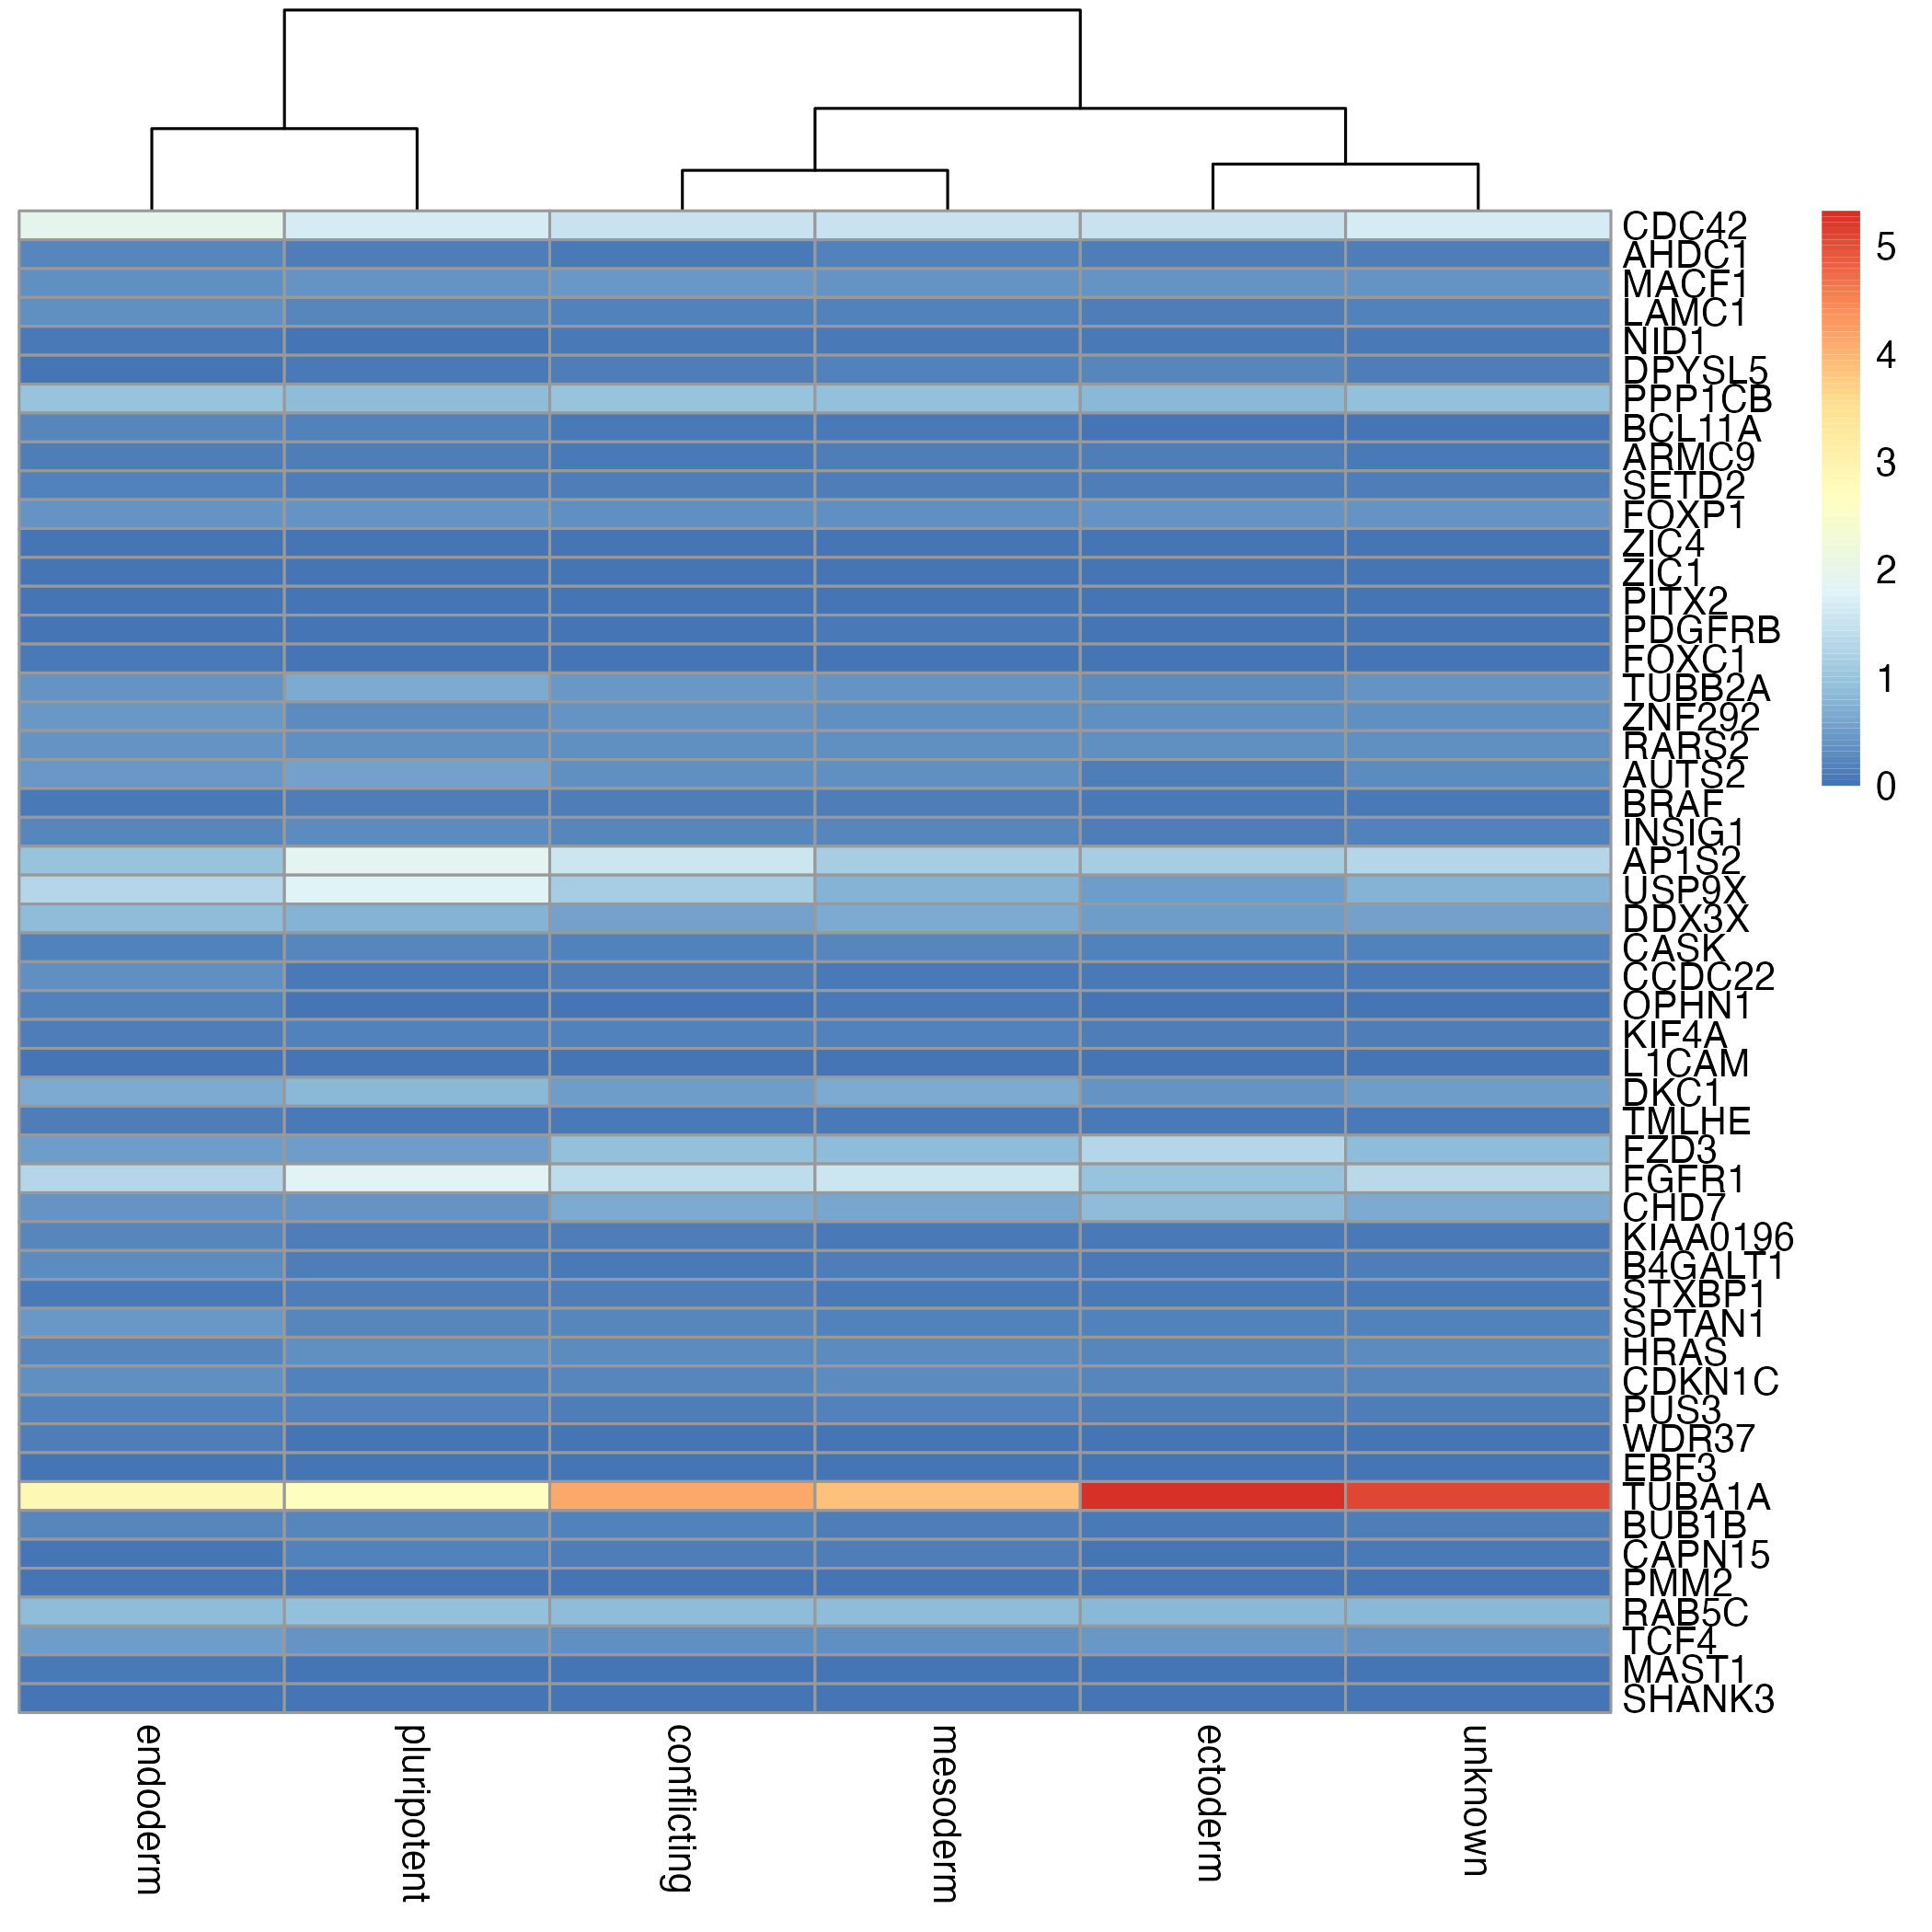 CDC42
AHDC1
MACF1
LAMC1
NID1
DPYSL5
PPP1CB
BCL11A
ARMC9
SETD2
FOXP1
ZIC4
ZIC1
PITX2
PDGFRB
FOXC1
TUBB2A
ZNF292
RARS2
AUTS2
BRAF
INSIG1
AP1S2
USP9X
DDX3X
CASK
CCDC22
OPHN1
KIF4A
L1CAM
DKC1
TMLHE
FZD3
FGFR1
CHD7
KIAA0196
B4GALT1
STXBP1
SPTAN1
HRAS
CDKN1C
PUS3
WDR37
EBF3
TUBA1A
BUB1B
CAPN15
PMM2
RAB5C
TCF4
MAST1
SHANK3
5
4
3
2
1
0
endoderm
pluripotent
conflicting
mesoderm
ectoderm
unknown